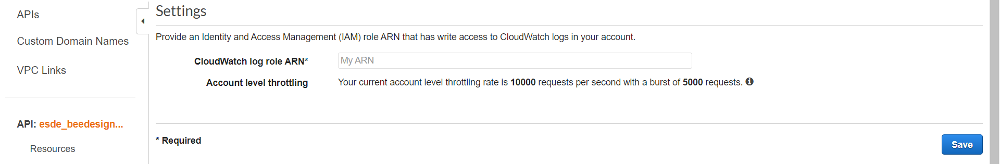 APIs
Custom Domain Names
VPC Links
API: esde_beedesign...
Resources
Settings
Provide an Identity and Access Management (IAM) role ARN that has write access to CloudWatch logs in your account.
CloudWatch log role ARN* My ARN
Account level throttling Your current account level throttling rate is 10000 requests per second with a burst of 5000 requests.
* Required
Save